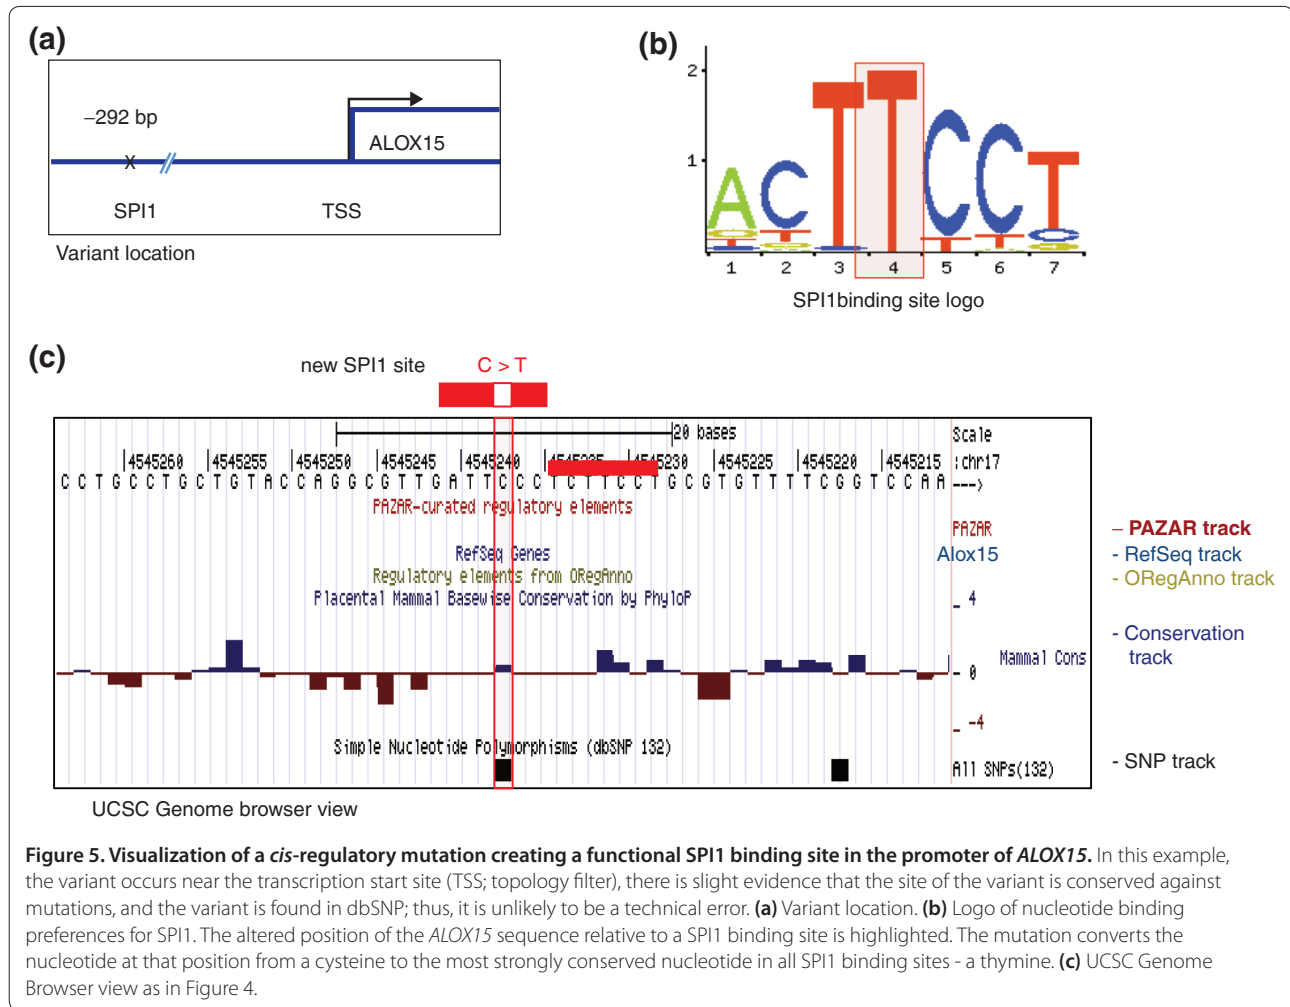 (a)
−292 bp
ALOX15
X
SPI1
TSS
Variant location
(b)
2
1
A C T T C C T
1 2 3 4 5 6 7
SPI1binding site logo
(c)
new SPI1 site
C > T
20 bases
Scale
|4545260 |4545255 |4545250 |4545245 |4545240 |4545230 |4545225 |4545220 |4545215 :chr17
C C T G C C T G C T G T A C C A G G C G T T G A T T C C C T C T T C C T G C G T G T T T T C G G T C C A A --->
PAZAR-curated regulatory elements
PAZAR
– PAZAR track
RefSeq Genes
Alox15
- RefSeq track
Regulatory elements from ORegAnno
- ORegAnno track
Placental Mammal Basewise Conservation by PhyloP
4
Mammal Cons
0
-4
- Conservation
track
Simple Nucleotide Polymorphisms (dbSNP 132)
All SNPs(132)
- SNP track
UCSC Genome browser view
Figure 5. Visualization of a cis-regulatory mutation creating a functional SPI1 binding site in the promoter of ALOX15. In this example,
the variant occurs near the transcription start site (TSS; topology filter), there is slight evidence that the site of the variant is conserved against
mutations, and the variant is found in dbSNP; thus, it is unlikely to be a technical error. (a) Variant location. (b) Logo of nucleotide binding
preferences for SPI1. The altered position of the ALOX15 sequence relative to a SPI1 binding site is highlighted. The mutation converts the
nucleotide at that position from a cysteine to the most strongly conserved nucleotide in all SPI1 binding sites - a thymine. (c) UCSC Genome
Browser view as in Figure 4.